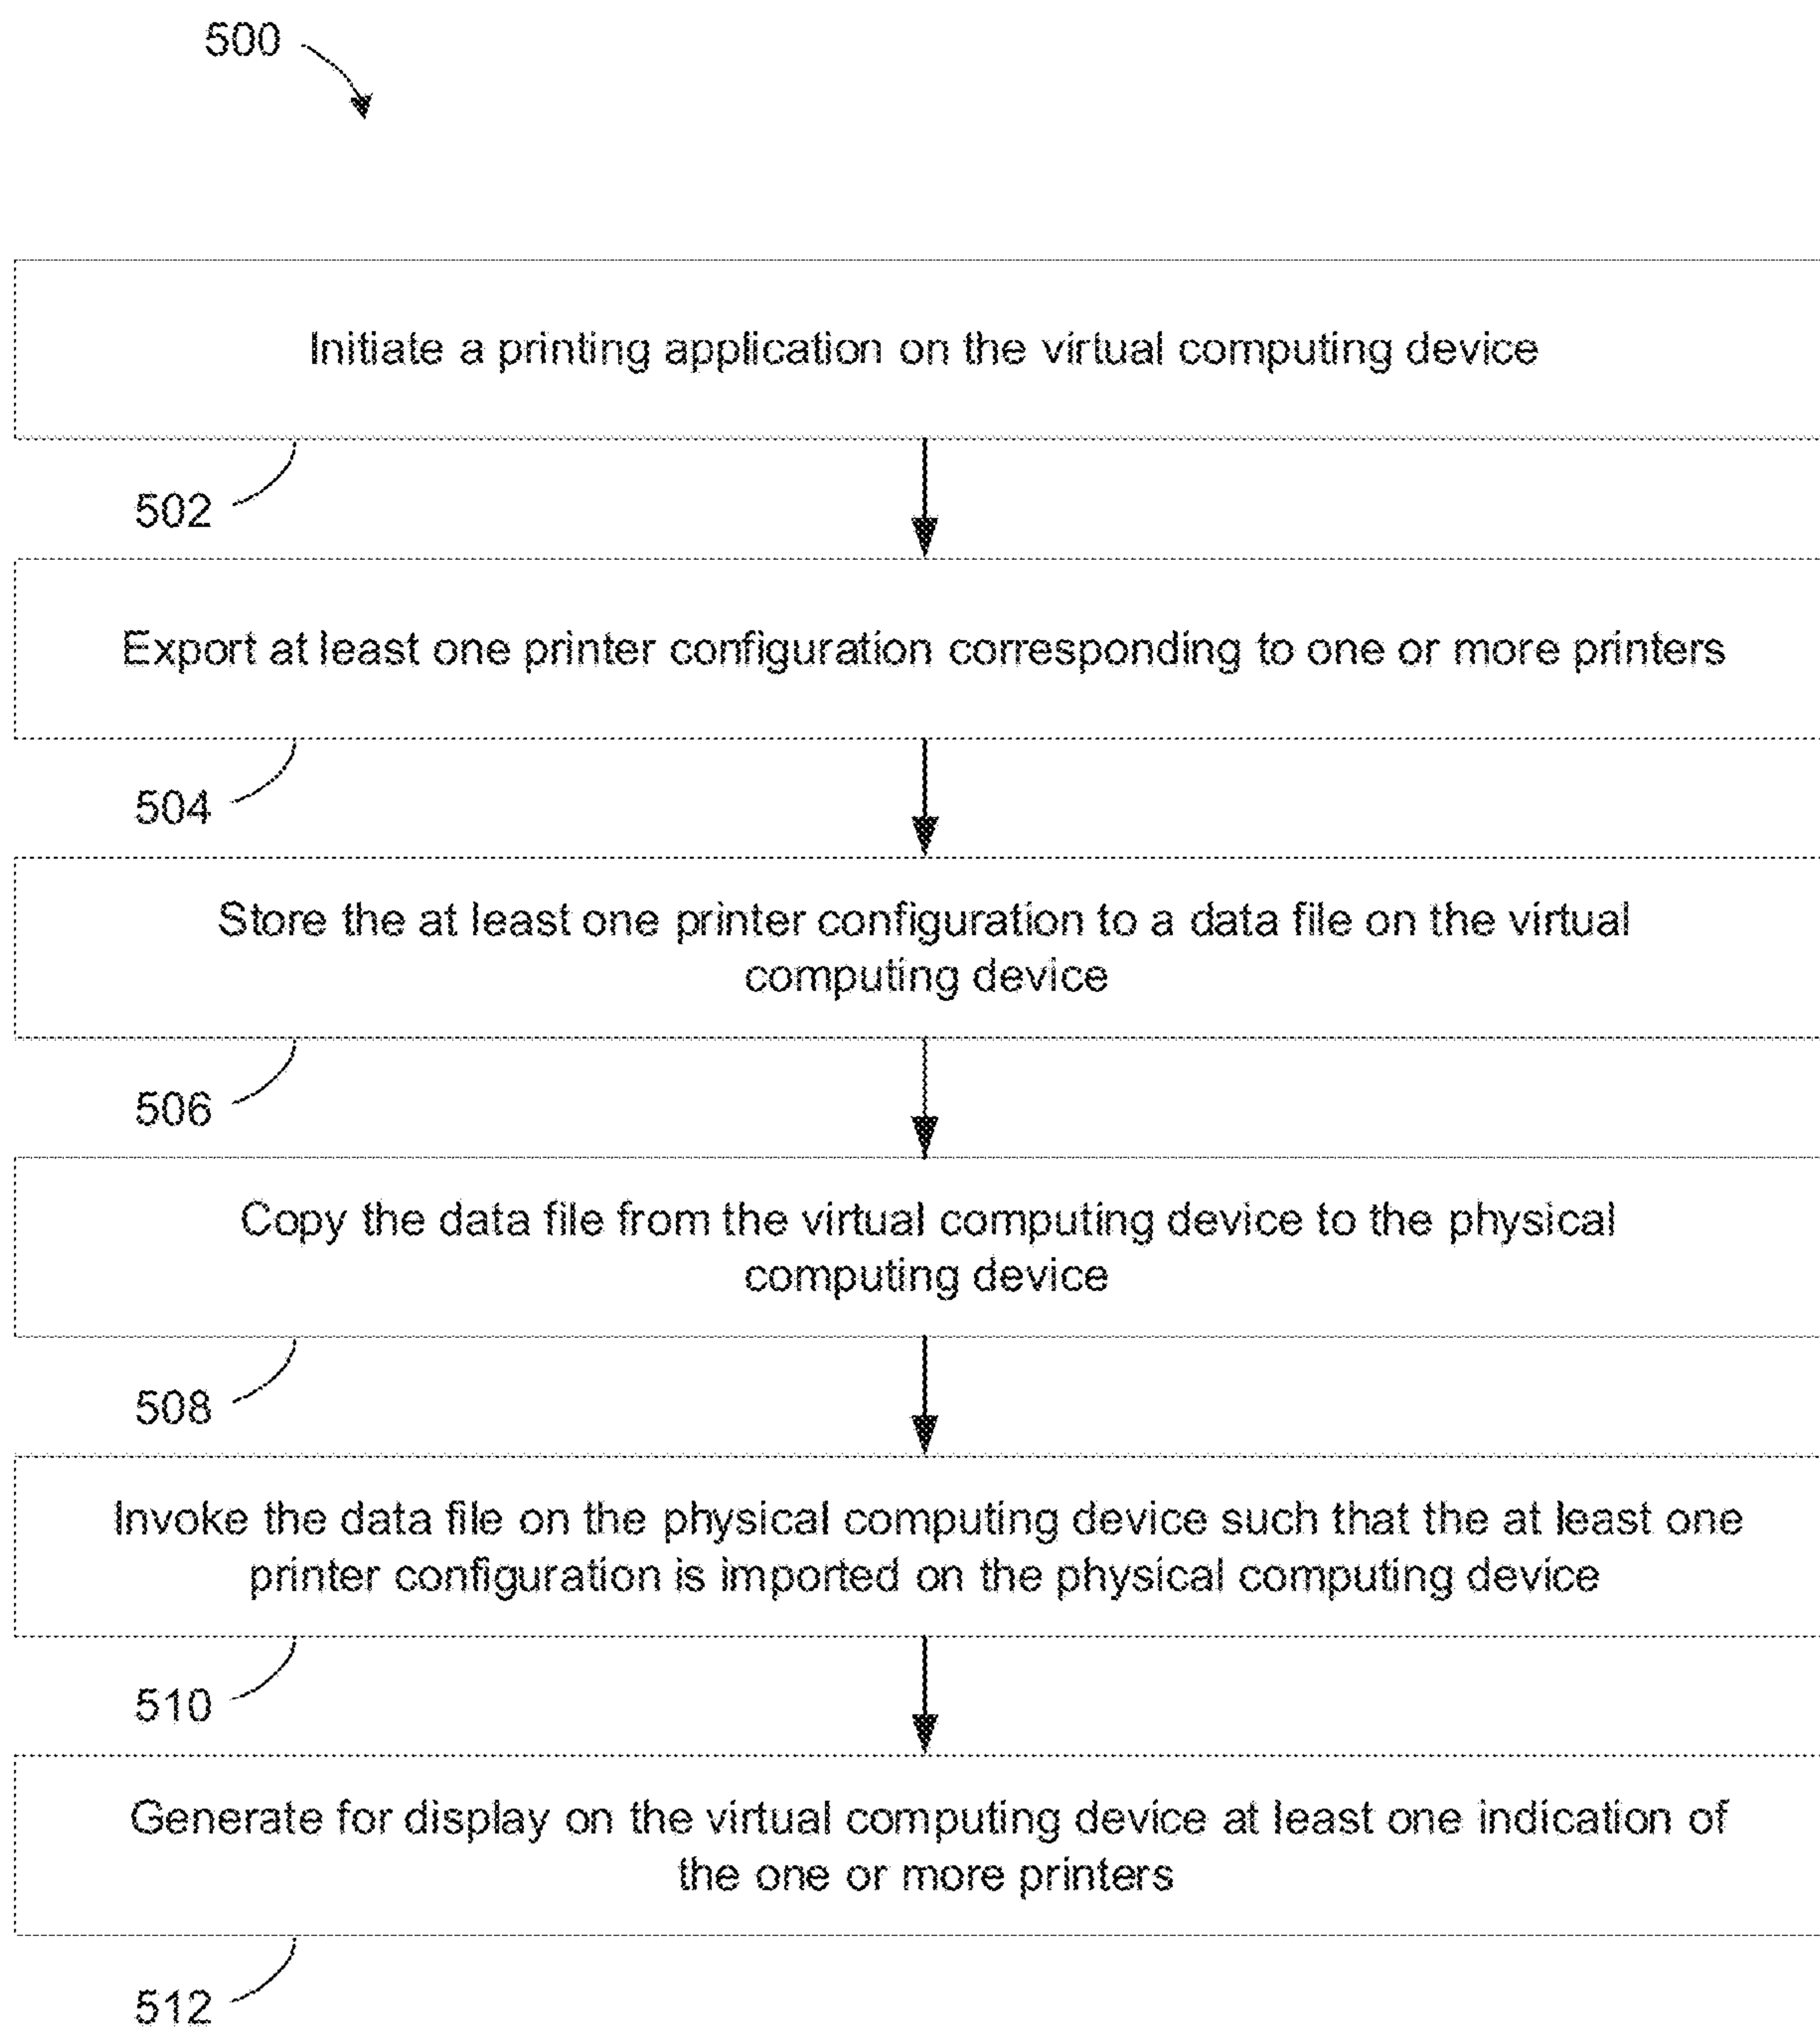 500
Initiate a printing application on the virtual computing device
502
Export at least one printer configuration corresponding to one or more printers
504
Store the at least one printer configuration to a data file on the virtual
computing device
506
Copy the data file from the virtual computing device to the physical
computing device
508
Invoke the data file on the physical computing device such that the at least one
printer configuration is imported on the physical computing device
510
Generate for display on the virtual computing device at least one indication of
the one or more printers
512